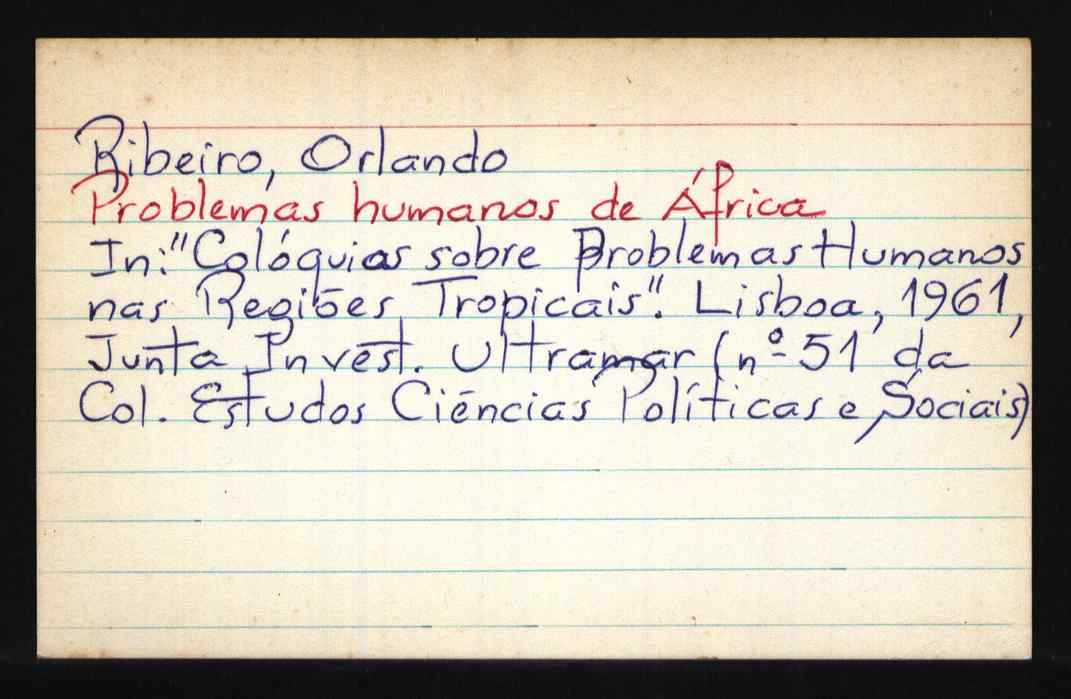 Ribeiro, Orlando
Problemas humanos de África
In: "Colóquios sobre Problemas Humanos
nas Regiões Tropicais". Lisboa, 1961,
Junta Invest. Ultramar (nº 51 da
Col. Estudos Ciências Políticas e Sociais)